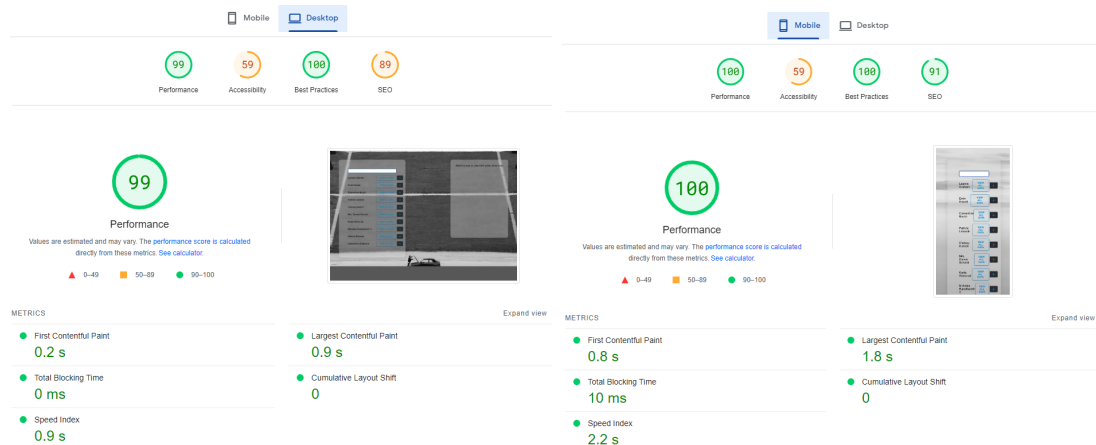 Mobile
Desktop
99
59
100
89
Performance
Accessibility
Best Practices
SEO
99
Performance
Values are estimated and may vary. The performance score is calculated
directly from these metrics. See calculator.
0–49
50–89
90–100
METRICS
Expand view
First Contentful Paint
0.2 s
Largest Contentful Paint
0.9 s
Total Blocking Time
0 ms
Cumulative Layout Shift
0
Speed Index
0.9 s
Mobile
Desktop
100
59
100
91
Performance
Accessibility
Best Practices
SEO
100
Performance
Values are estimated and may vary. The performance score is calculated
directly from these metrics. See calculator.
0–49
50–89
90–100
METRICS
Expand view
First Contentful Paint
0.8 s
Largest Contentful Paint
1.8 s
Total Blocking Time
10 ms
Cumulative Layout Shift
0
Speed Index
2.2 s